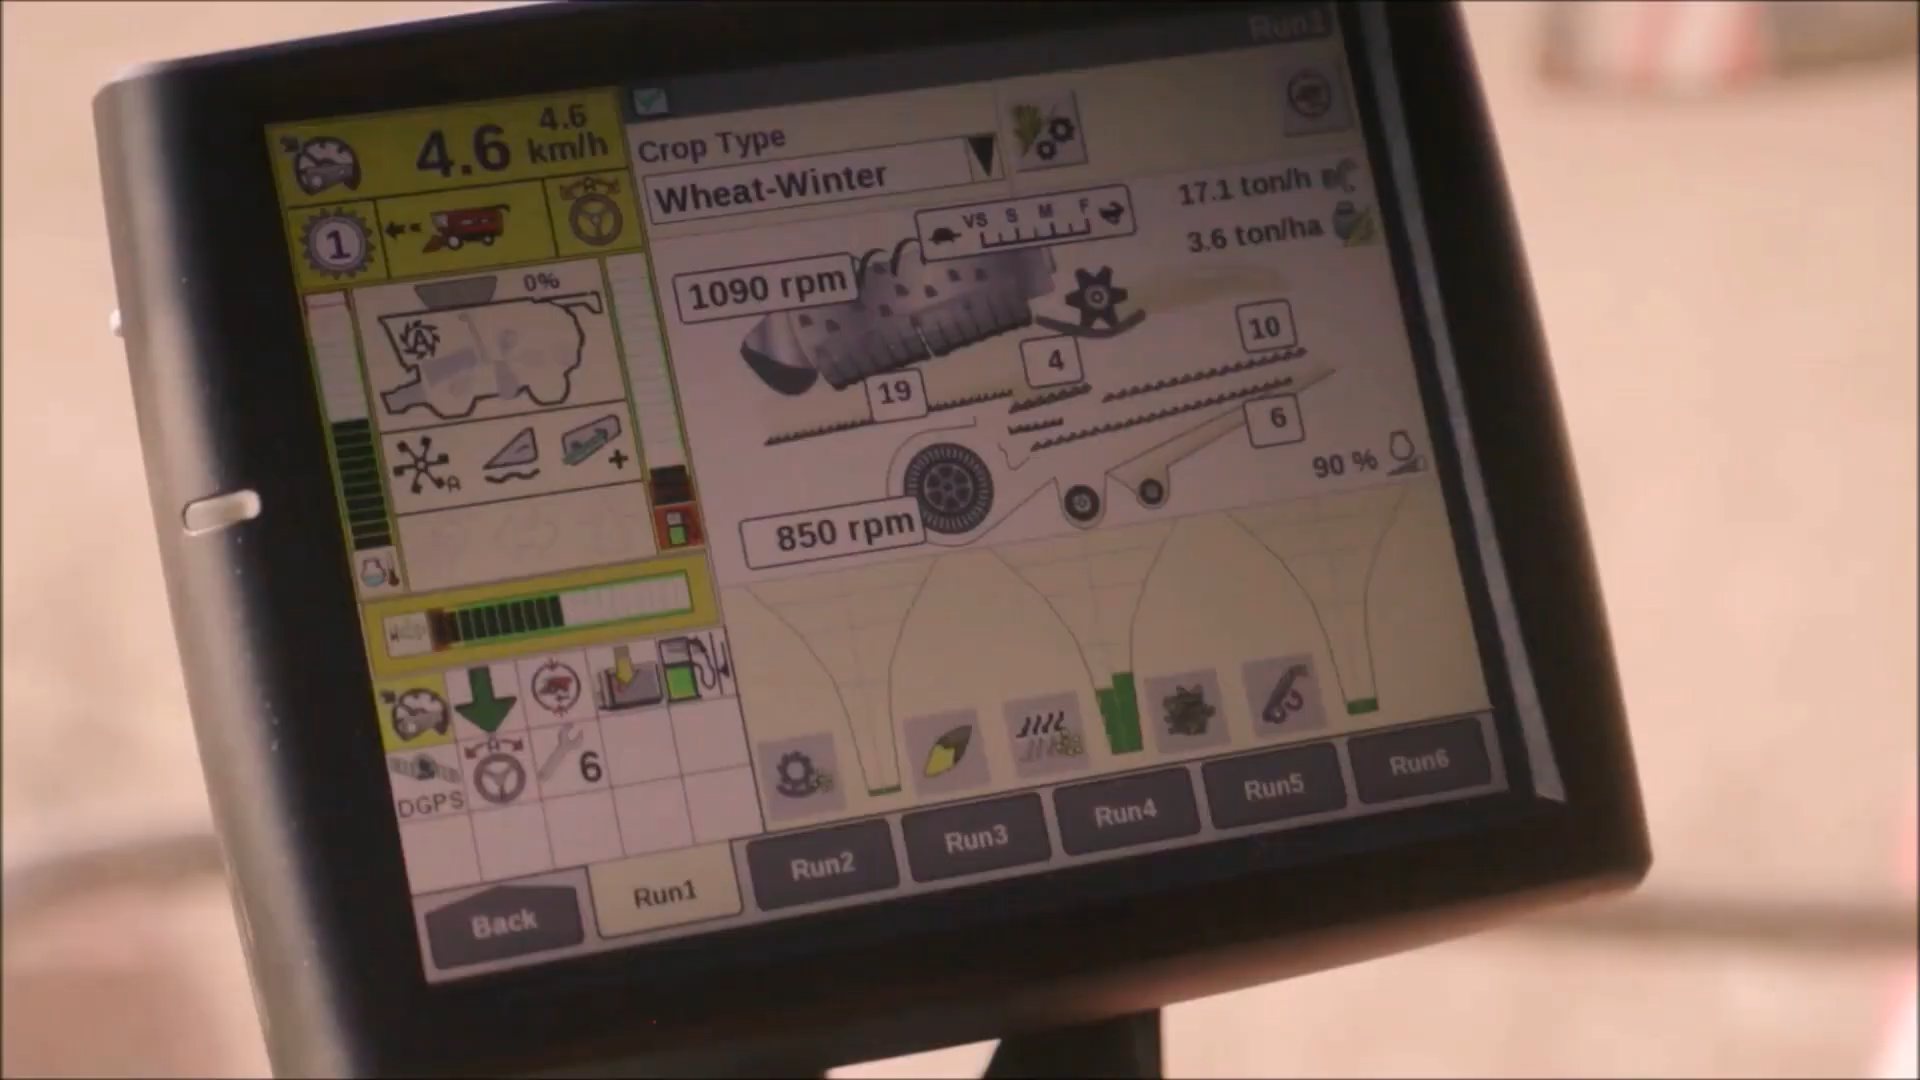 Run1
4.6
4.6
km/h
Crop Type
Wheat-Winter
1
A
VS S M F
17.1 ton/h
3.6 ton/ha
0%
A
1090 rpm
10
4
19
6
A
+
90 %
850 rpm
A
6
DGPS
Back
Run1
Run2
Run3
Run4
Run5
Run6